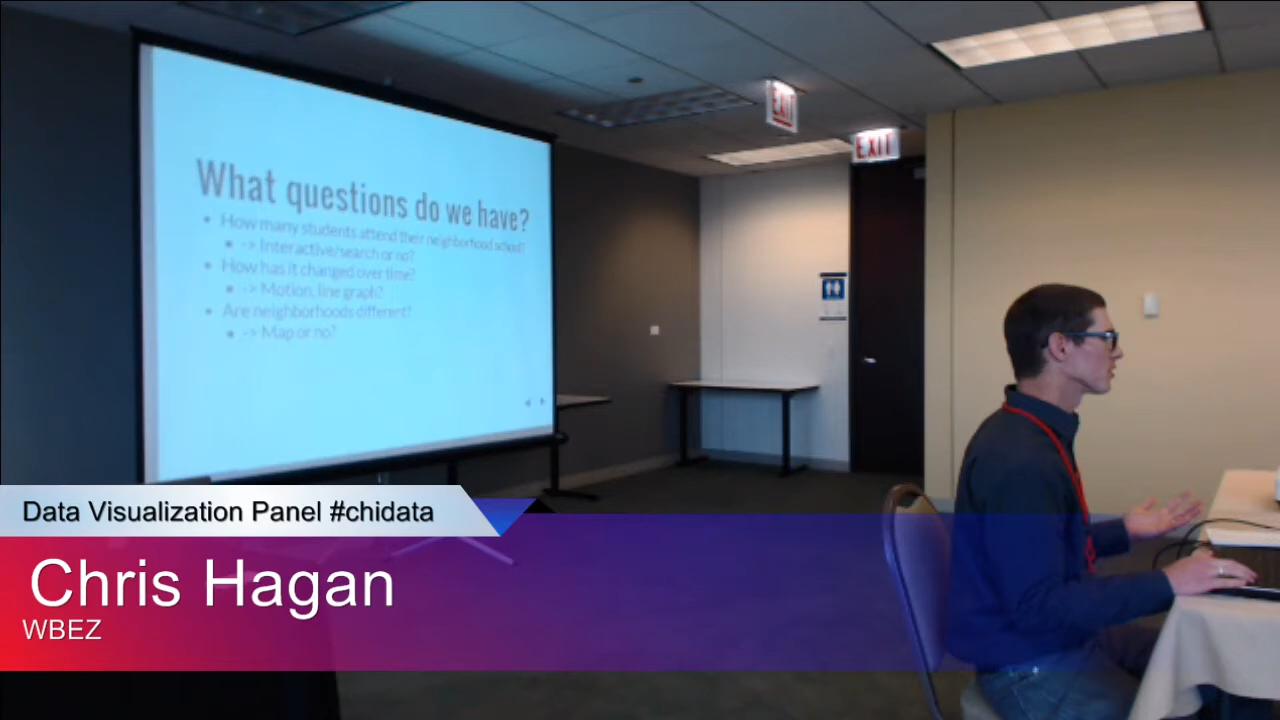 What questions do we have?
• How many students attend their neighborhood school?
• -> Interactive/search or no?
• How has it changed over time?
• -> Motion, line graph?
• Are neighborhoods different?
• -> Map or no?
EXIT
EXIT
Data Visualization Panel #chidata
Chris Hagan
WBEZ